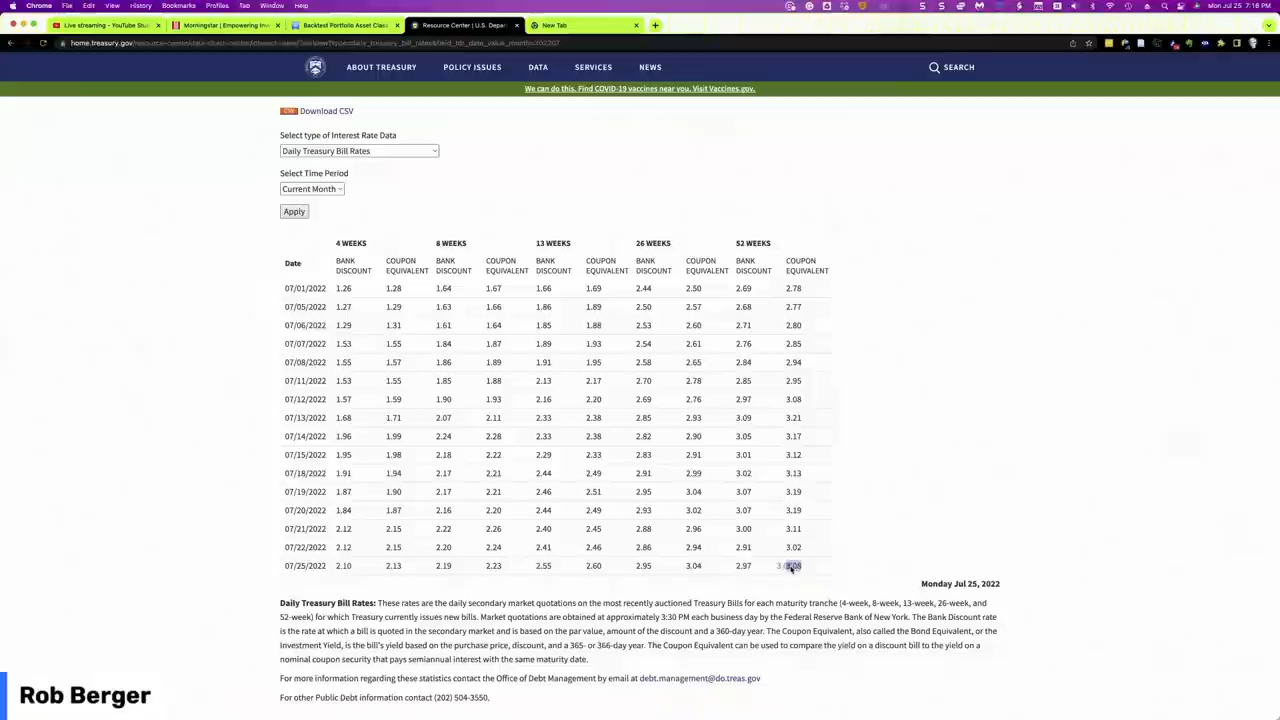 Chrome File Edit View History Bookmarks Profiles Tab Window Help Mon Jul 25 7:16 PM
Live streaming - YouTube Stu Morningstar | Empowering Inve Backtest Portfolio Asset Class Resource Center | U.S. Depar New Tab
home.treasury.gov
ABOUT TREASURY POLICY ISSUES DATA SERVICES NEWS SEARCH
We can do this. Find COVID-19 vaccines near you. Visit Vaccines.gov.
CSV Download CSV
Select type of Interest Rate Data
Daily Treasury Bill Rates
Select Time Period
Current Month
Apply
4 WEEKS 8 WEEKS 13 WEEKS 26 WEEKS 52 WEEKS
Date BANK DISCOUNT COUPON EQUIVALENT BANK DISCOUNT COUPON EQUIVALENT BANK DISCOUNT COUPON EQUIVALENT BANK DISCOUNT COUPON EQUIVALENT BANK DISCOUNT COUPON EQUIVALENT
07/01/2022 1.26 1.28 1.64 1.67 1.66 1.69 2.44 2.50 2.69 2.78
07/05/2022 1.27 1.29 1.63 1.66 1.86 1.89 2.50 2.57 2.68 2.77
07/06/2022 1.29 1.31 1.61 1.64 1.85 1.88 2.53 2.60 2.71 2.80
07/07/2022 1.53 1.55 1.84 1.87 1.89 1.93 2.54 2.61 2.76 2.85
07/08/2022 1.55 1.57 1.86 1.89 1.91 1.95 2.58 2.65 2.84 2.94
07/11/2022 1.53 1.55 1.85 1.88 2.13 2.17 2.70 2.78 2.85 2.95
07/12/2022 1.57 1.59 1.90 1.93 2.16 2.20 2.69 2.76 2.97 3.08
07/13/2022 1.68 1.71 2.07 2.11 2.33 2.38 2.85 2.93 3.09 3.21
07/14/2022 1.96 1.99 2.24 2.28 2.33 2.38 2.82 2.90 3.05 3.17
07/15/2022 1.95 1.98 2.18 2.22 2.29 2.33 2.83 2.91 3.01 3.12
07/18/2022 1.91 1.94 2.17 2.21 2.44 2.49 2.91 2.99 3.02 3.13
07/19/2022 1.87 1.90 2.17 2.21 2.46 2.51 2.95 3.04 3.07 3.19
07/20/2022 1.84 1.87 2.16 2.20 2.44 2.49 2.93 3.02 3.07 3.19
07/21/2022 2.12 2.15 2.22 2.26 2.40 2.45 2.88 2.96 3.00 3.11
07/22/2022 2.12 2.15 2.20 2.24 2.41 2.46 2.86 2.94 2.91 3.02
07/25/2022 2.10 2.13 2.19 2.23 2.55 2.60 2.95 3.04 2.97 3.08
Monday Jul 25, 2022
Daily Treasury Bill Rates: These rates are the daily secondary market quotations on the most recently auctioned Treasury Bills for each maturity tranche (4-week, 8-week, 13-week, 26-week, and
52-week) for which Treasury currently issues new bills. Market quotations are obtained at approximately 3:30 PM each business day by the Federal Reserve Bank of New York. The Bank Discount rate
is the rate at which a bill is quoted in the secondary market and is based on the par value, amount of the discount and a 360-day year. The Coupon Equivalent, also called the Bond Equivalent, or the
Investment Yield, is the bill's yield based on the purchase price, discount, and a 365- or 366-day year. The Coupon Equivalent can be used to compare the yield on a discount bill to the yield on a
nominal coupon security that pays semiannual interest with the same maturity date.
For more information regarding these statistics contact the Office of Debt Management by email at debt.management@do.treas.gov
For other Public Debt information contact (202) 504-3550.
Rob Berger